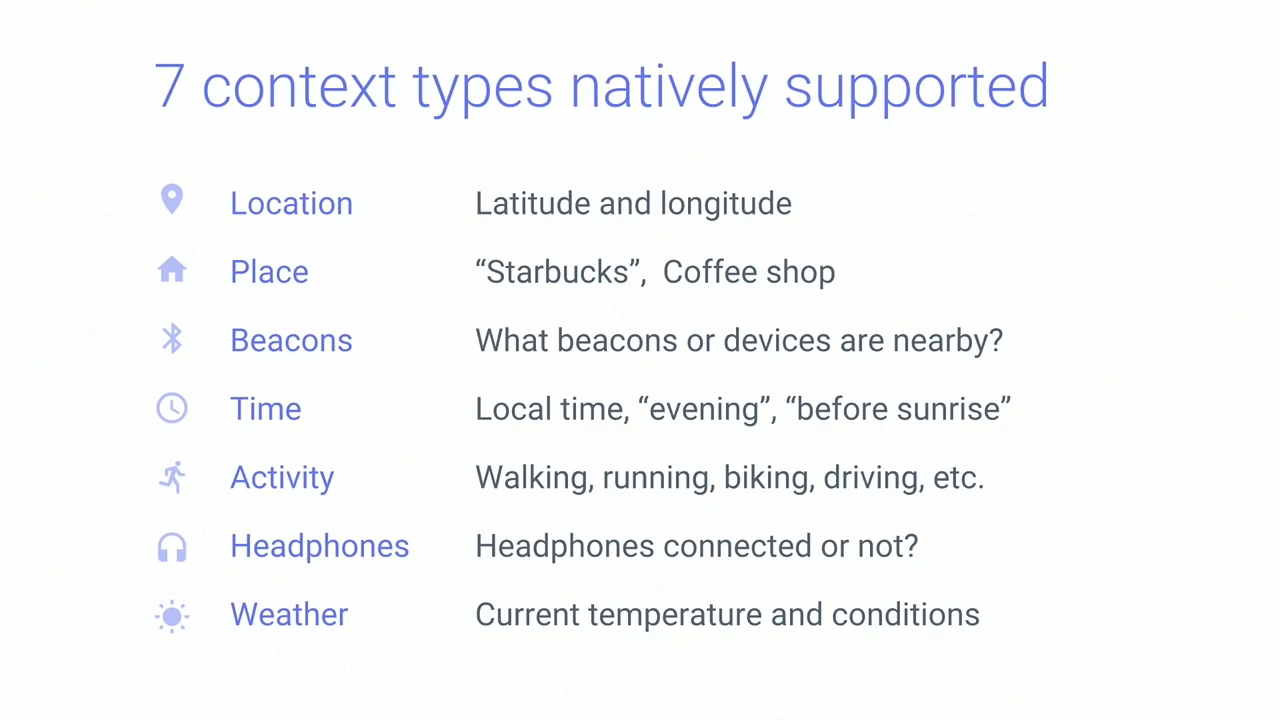 7 context types natively supported
Location Latitude and longitude
Place “Starbucks”, Coffee shop
Beacons What beacons or devices are nearby?
Time Local time, “evening”, “before sunrise”
Activity Walking, running, biking, driving, etc.
Headphones Headphones connected or not?
Weather Current temperature and conditions